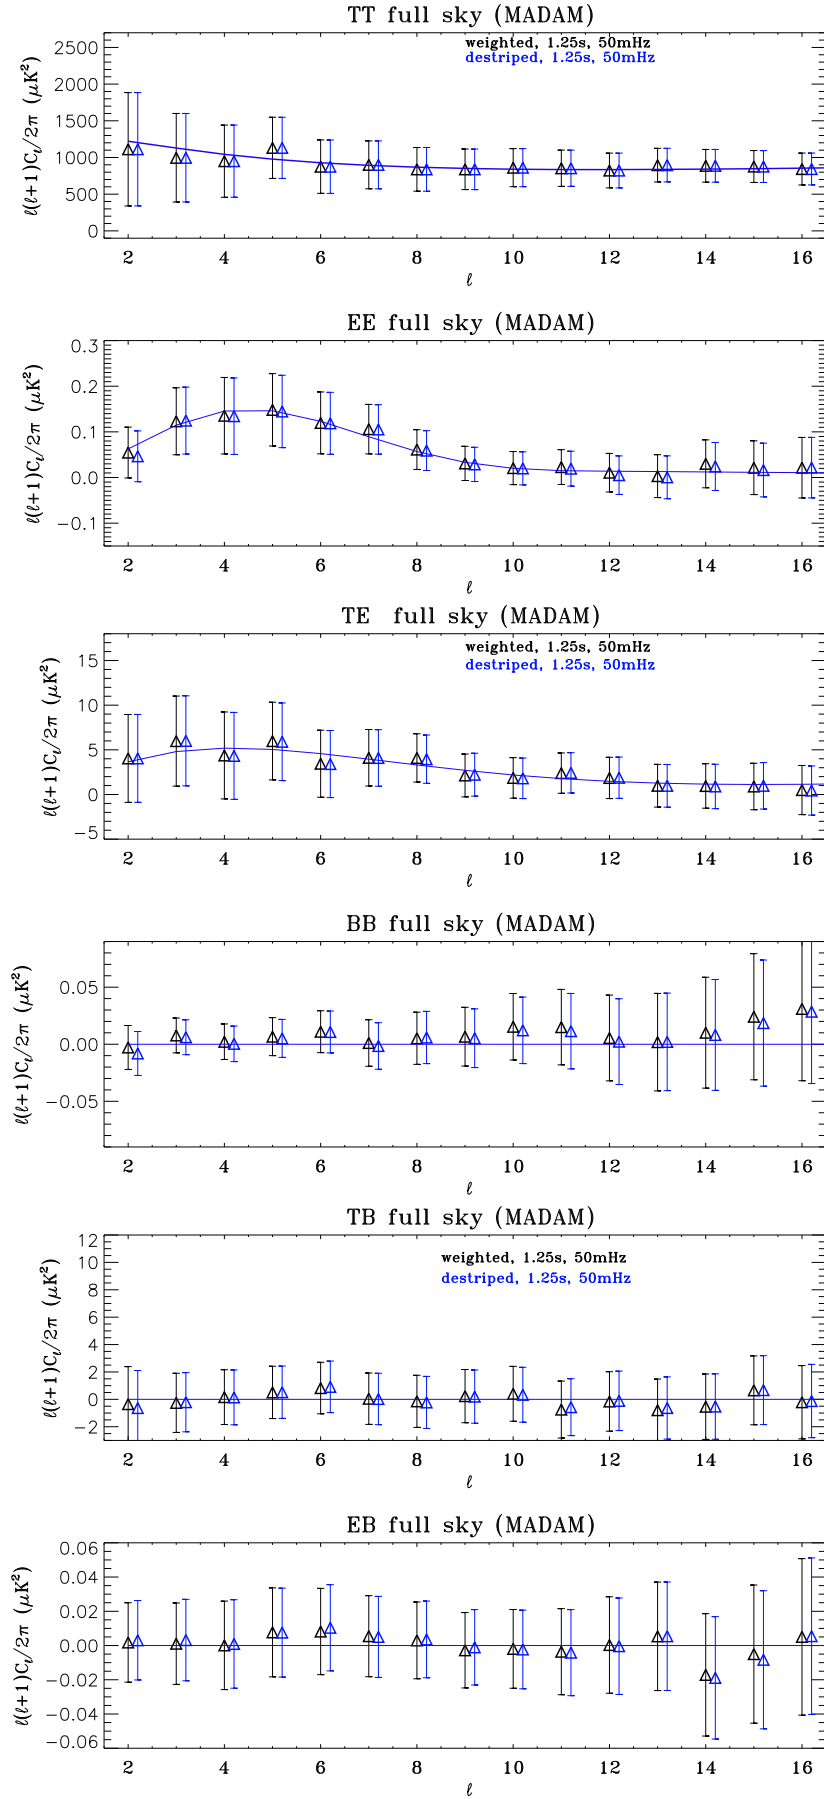 TT full sky (MADAM)
weighted, 1.25s, 50mHz
destriped, 1.25s, 50mHz
ℓ(ℓ+1)Cℓ/2π (μK²)
2500
2000
1500
1000
500
0
2 4 6 8 10 12 14 16
ℓ
EE full sky (MADAM)
ℓ(ℓ+1)Cℓ/2π (μK²)
0.3
0.2
0.1
0.0
−0.1
2 4 6 8 10 12 14 16
ℓ
TE full sky (MADAM)
weighted, 1.25s, 50mHz
destriped, 1.25s, 50mHz
ℓ(ℓ+1)Cℓ/2π (μK²)
15
10
5
0
−5
2 4 6 8 10 12 14 16
ℓ
BB full sky (MADAM)
ℓ(ℓ+1)Cℓ/2π (μK²)
0.05
0.00
−0.05
2 4 6 8 10 12 14 16
ℓ
TB full sky (MADAM)
weighted, 1.25s, 50mHz
destriped, 1.25s, 50mHz
ℓ(ℓ+1)Cℓ/2π (μK²)
12
10
8
6
4
2
0
−2
2 4 6 8 10 12 14 16
ℓ
EB full sky (MADAM)
ℓ(ℓ+1)Cℓ/2π (μK²)
0.06
0.04
0.02
0.00
−0.02
−0.04
−0.06
2 4 6 8 10 12 14 16
ℓ